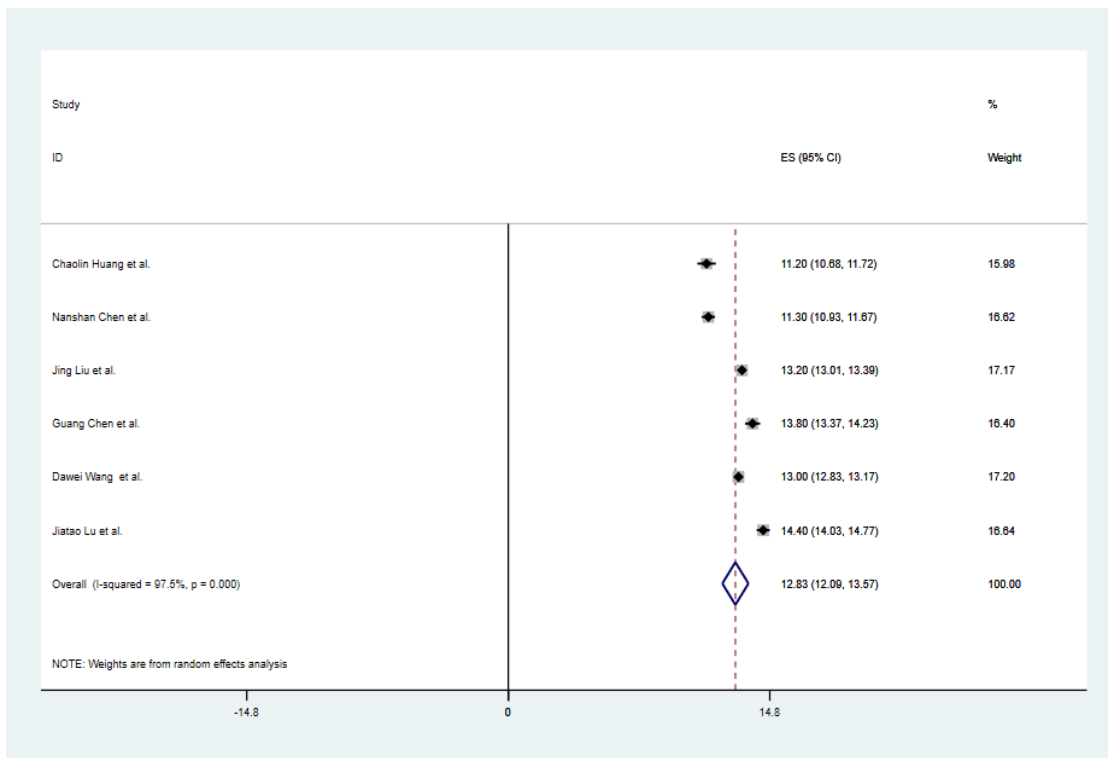 Study %
ID ES (95% CI) Weight
Chaolin Huang et al. 11.20 (10.68, 11.72) 15.98
Nanshan Chen et al. 11.30 (10.93, 11.67) 16.62
Jing Liu et al. 13.20 (13.01, 13.39) 17.17
Guang Chen et al. 13.80 (13.37, 14.23) 16.40
Dawei Wang et al. 13.00 (12.83, 13.17) 17.20
Jiatao Lu et al. 14.40 (14.03, 14.77) 16.64
Overall (I-squared = 97.5%, p = 0.000) 12.83 (12.09, 13.57) 100.00
NOTE: Weights are from random effects analysis
-14.8 0 14.8